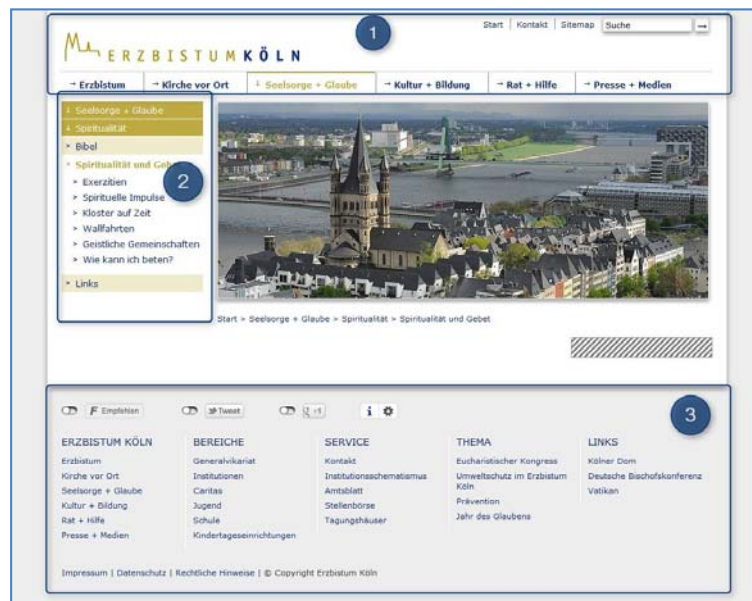 1
Start | Kontakt | Sitemap Suche →
ERZBISTUMKÖLN
→ Erzbistum → Kirche vor Ort ↓ Seelsorge + Glaube → Kultur + Bildung → Rat + Hilfe → Presse + Medien
↓ Seelsorge + Glaube
↓ Spiritualität
Bibel
Spiritualität und
2
Exerzitien
Spirituelle Impulse
Kloster auf Zeit
Wallfahrten
Geistliche Gemeinschaften
Wie kann ich beten?
Links
Start > Seelsorge + Glaube > Spiritualität > Spiritualität und Gebet
Empfehlen Tweet +1 i
3
ERZBISTUM KÖLN
Erzbistum
Kirche vor Ort
Seelsorge + Glaube
Kultur + Bildung
Rat + Hilfe
Presse + Medien
BEREICHE
Generalvikariat
Institutionen
Caritas
Jugend
Schule
Kindertageseinrichtungen
SERVICE
Kontakt
Institutionsschematismus
Amtsblatt
Stellenbörse
Tagungshäuser
THEMA
Eucharistischer Kongress
Umweltschutz im Erzbistum
Köln
Prävention
Jahr des Glaubens
LINKS
Kölner Dom
Deutsche Bischofskonferenz
Vatikan
Impressum | Datenschutz | Rechtliche Hinweise | © Copyright Erzbistum Köln